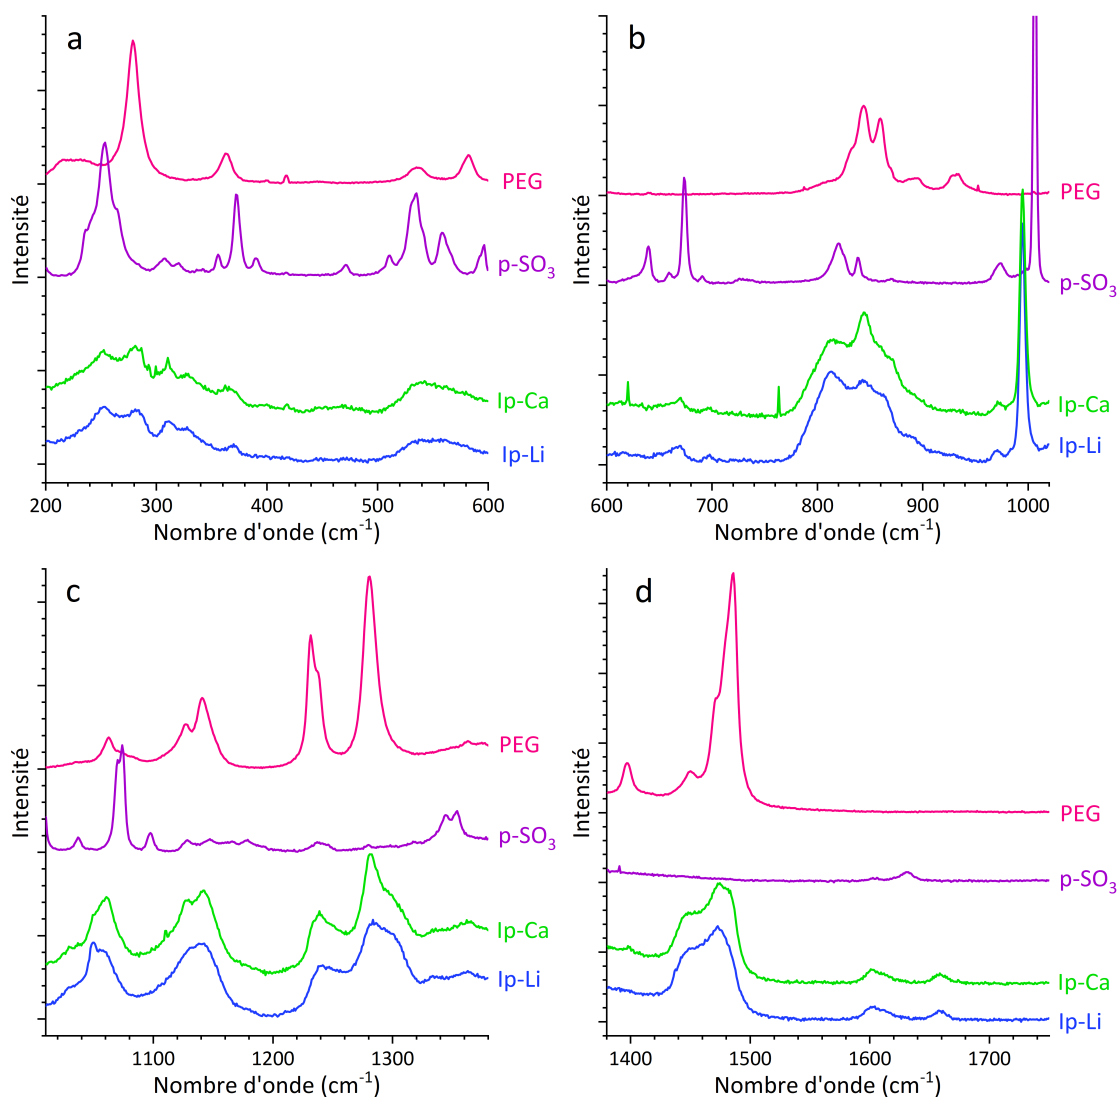 a
Intensité
PEG
p-SO₃
Ip-Ca
Ip-Li
200 300 400 500 600
Nombre d'onde (cm⁻¹)
b
Intensité
PEG
p-SO₃
Ip-Ca
Ip-Li
600 700 800 900 1000
Nombre d'onde (cm⁻¹)
c
Intensité
PEG
p-SO₃
Ip-Ca
Ip-Li
1100 1200 1300
Nombre d'onde (cm⁻¹)
d
Intensité
PEG
p-SO₃
Ip-Ca
Ip-Li
1400 1500 1600 1700
Nombre d'onde (cm⁻¹)